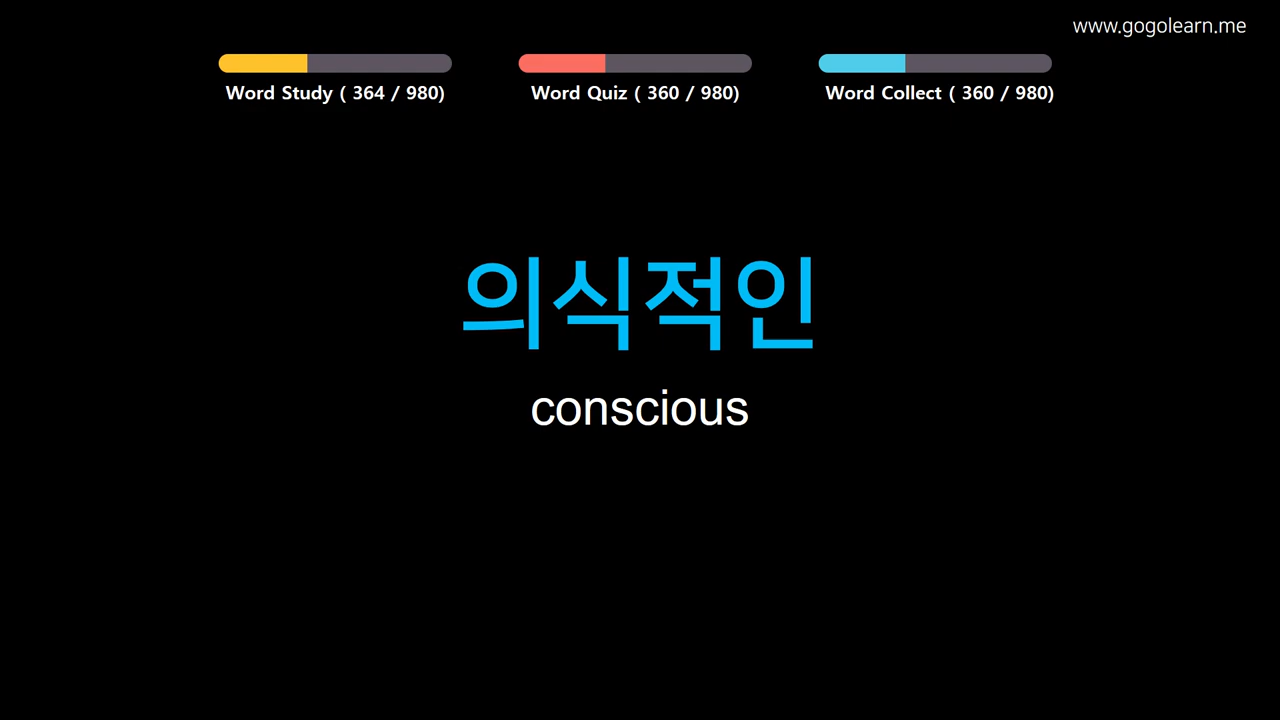 www.gogolearn.me
Word Study ( 364 / 980)
Word Quiz ( 360 / 980)
Word Collect ( 360 / 980)
의식적인
conscious